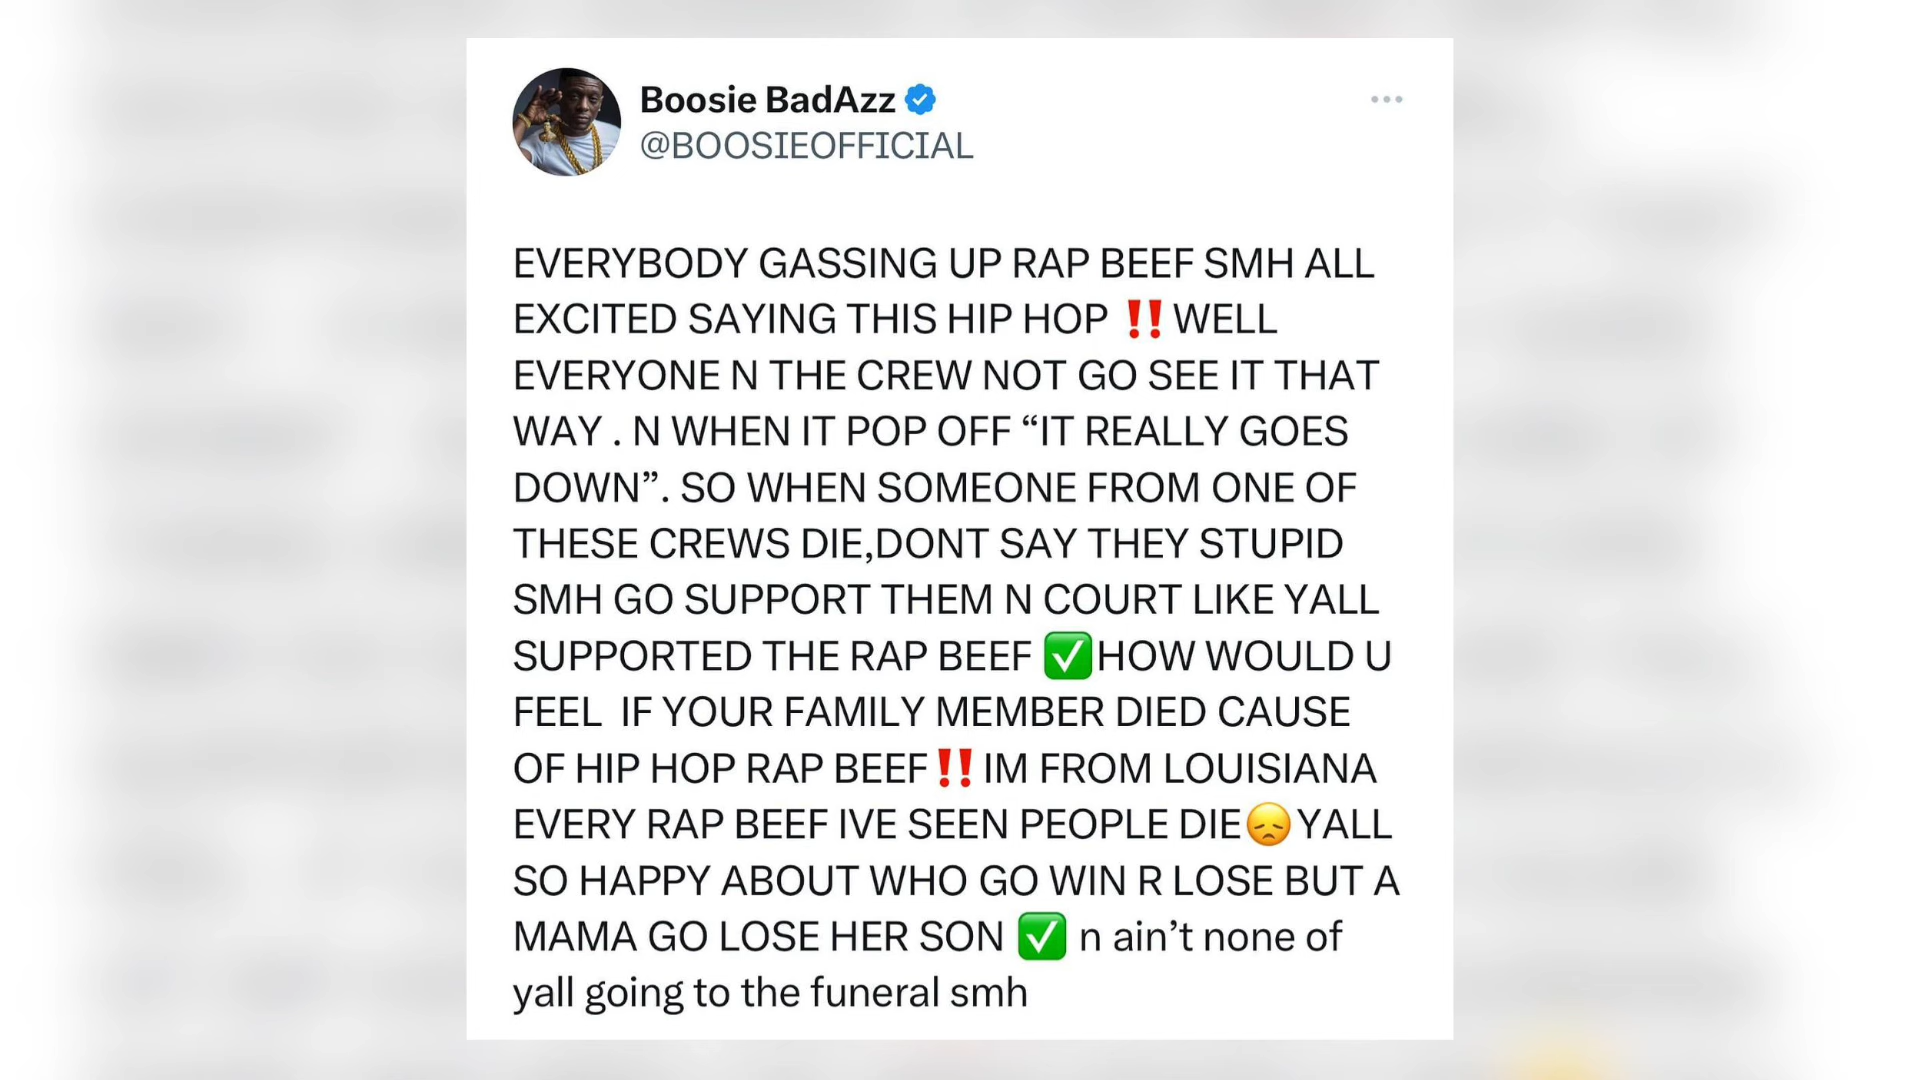 Boosie BadAzz
@BOOSIEOFFICIAL
EVERYBODY GASSING UP RAP BEEF SMH ALL
EXCITED SAYING THIS HIP HOP ‼️WELL
EVERYONE N THE CREW NOT GO SEE IT THAT
WAY . N WHEN IT POP OFF “IT REALLY GOES
DOWN”. SO WHEN SOMEONE FROM ONE OF
THESE CREWS DIE,DONT SAY THEY STUPID
SMH GO SUPPORT THEM N COURT LIKE YALL
SUPPORTED THE RAP BEEF ✅HOW WOULD U
FEEL  IF YOUR FAMILY MEMBER DIED CAUSE
OF HIP HOP RAP BEEF‼️IM FROM LOUISIANA
EVERY RAP BEEF IVE SEEN PEOPLE DIE😞YALL
SO HAPPY ABOUT WHO GO WIN R LOSE BUT A
MAMA GO LOSE HER SON ✅ n ain’t none of
yall going to the funeral smh